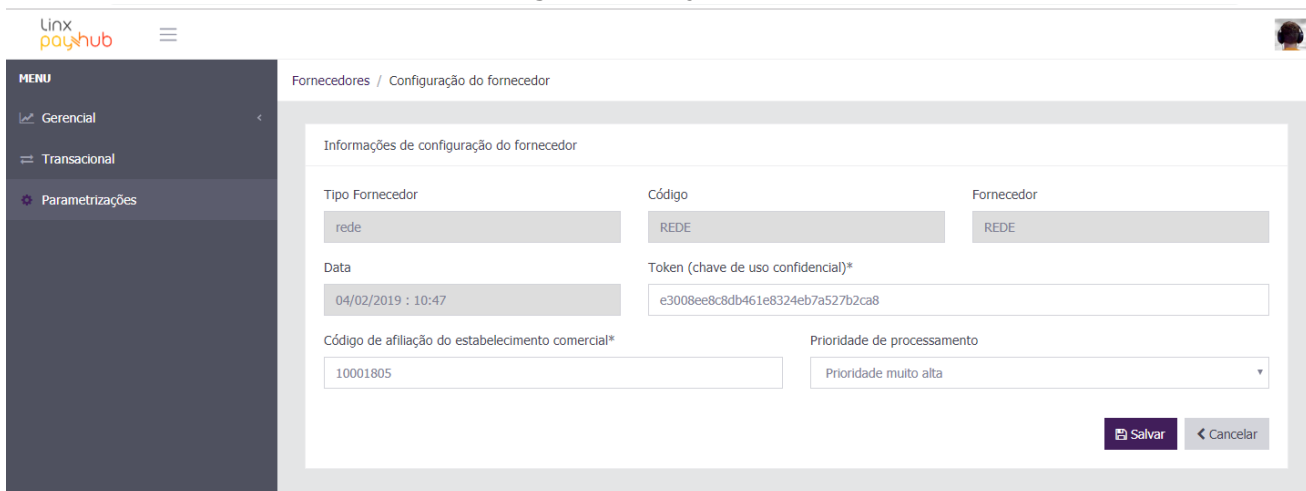 Linx
payhub
MENU
Fornecedores / Configuração do fornecedor
Gerencial
Transacional
Parametrizações
Informações de configuração do fornecedor
Tipo Fornecedor Código Fornecedor
rede REDE REDE
Data Token (chave de uso confidencial)*
04/02/2019 : 10:47 e3008ee8c8db461e8324eb7a527b2ca8
Código de afiliação do estabelecimento comercial* Prioridade de processamento
10001805 Prioridade muito alta
Salvar Cancelar